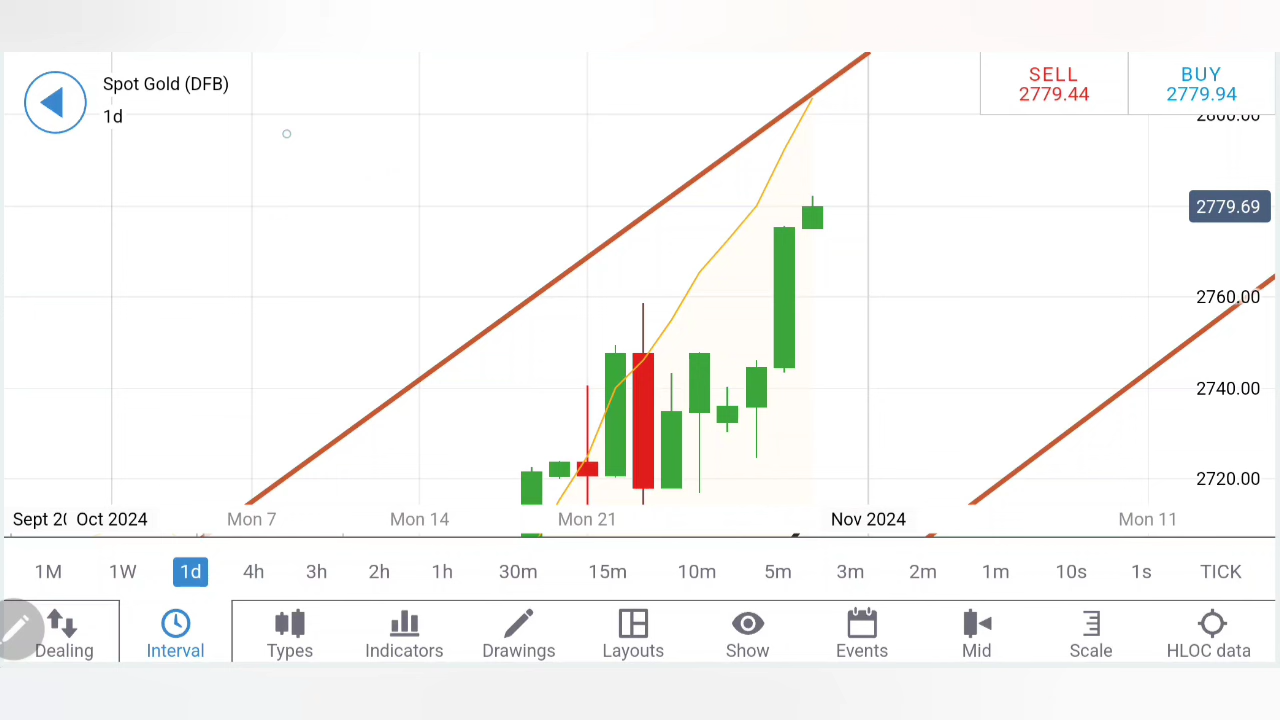 Spot Gold (DFB)
1d
SELL
2779.44
BUY
2779.94
2800.00
2779.69
2760.00
2740.00
2720.00
Oct 2024
Mon 7
Mon 14
Mon 21
Nov 2024
Mon 11
1M 1W 1d 4h 3h 2h 1h 30m 15m 10m 5m 3m 2m 1m 10s 1s TICK
Dealing Interval Types Indicators Drawings Layouts Show Events Mid Scale HLOC data